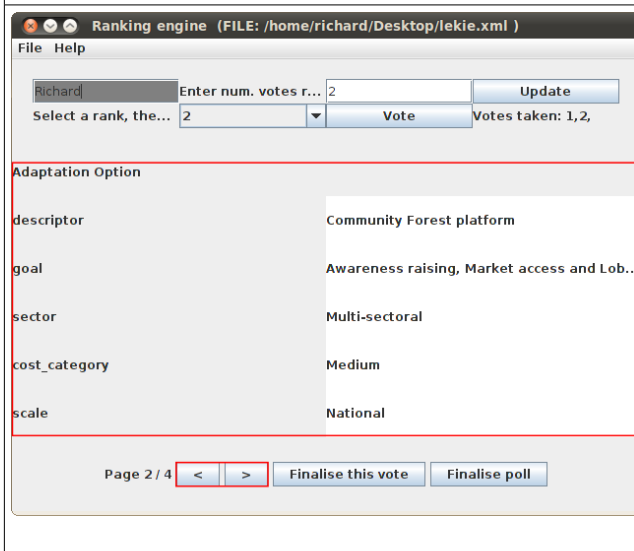 Ranking engine (FILE: /home/richard/Desktop/lekie.xml )
File Help
Richard Enter num. votes r... 2 Update
Select a rank, the... 2 Vote Votes taken: 1,2,
Adaptation Option
descriptor Community Forest platform
goal Awareness raising, Market access and Lob...
sector Multi-sectoral
cost_category Medium
scale National
Page 2 / 4 < > Finalise this vote Finalise poll